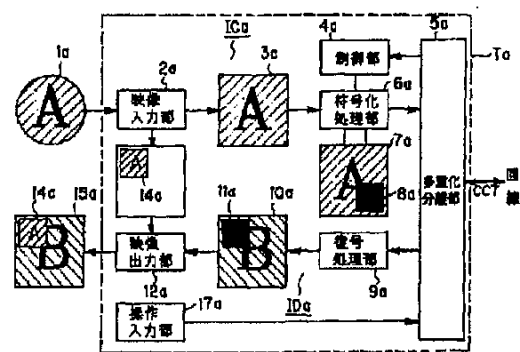 1a
A
2a
映像
入力部
1Ca
3a
A
4a
制御部
6a
符号化
処理部
5a
Ta
7a
A
8a
A
14a
14a
A
B
15a
11a
B
10a
映像
出力部
12a
復号
処理部
9a
1Da
多重化
分離部
CCT
回
線
操作
入力部
17a